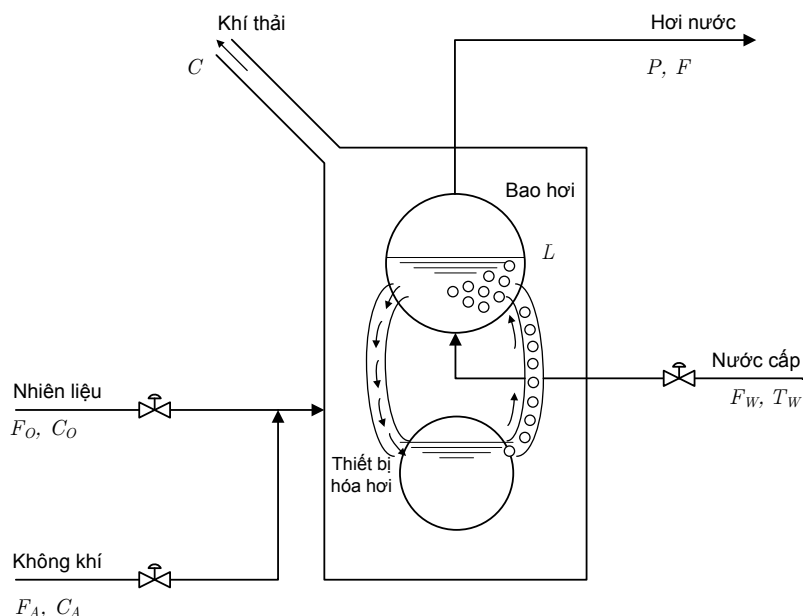 Khí thải
Hơi nước
C
P, F
Bao hơi
L
Nước cấp
F_W, T_W
Nhiên liệu
F_O, C_O
Thiết bị
hóa hơi
Không khí
F_A, C_A